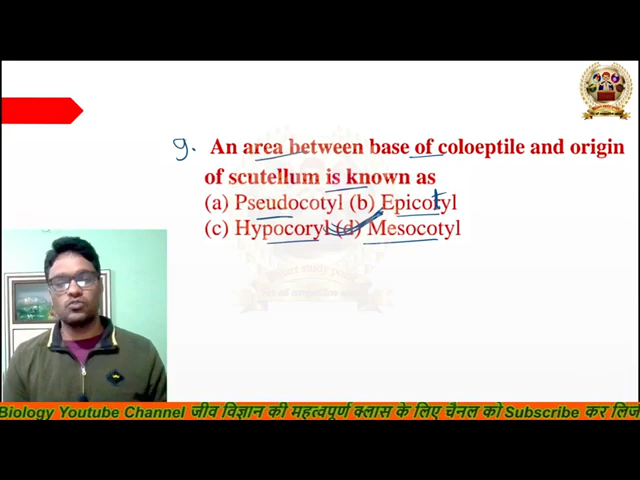 9. An area between base of coloeptile and origin
of scutellum is known as
(a) Pseudocotyl (b) Epicotyl
(c) Hypocoryl (d) Mesocotyl
Biology Youtube Channel जीव विज्ञान की महत्वपूर्ण क्लास के लिए चैनल को Subscribe कर लिज